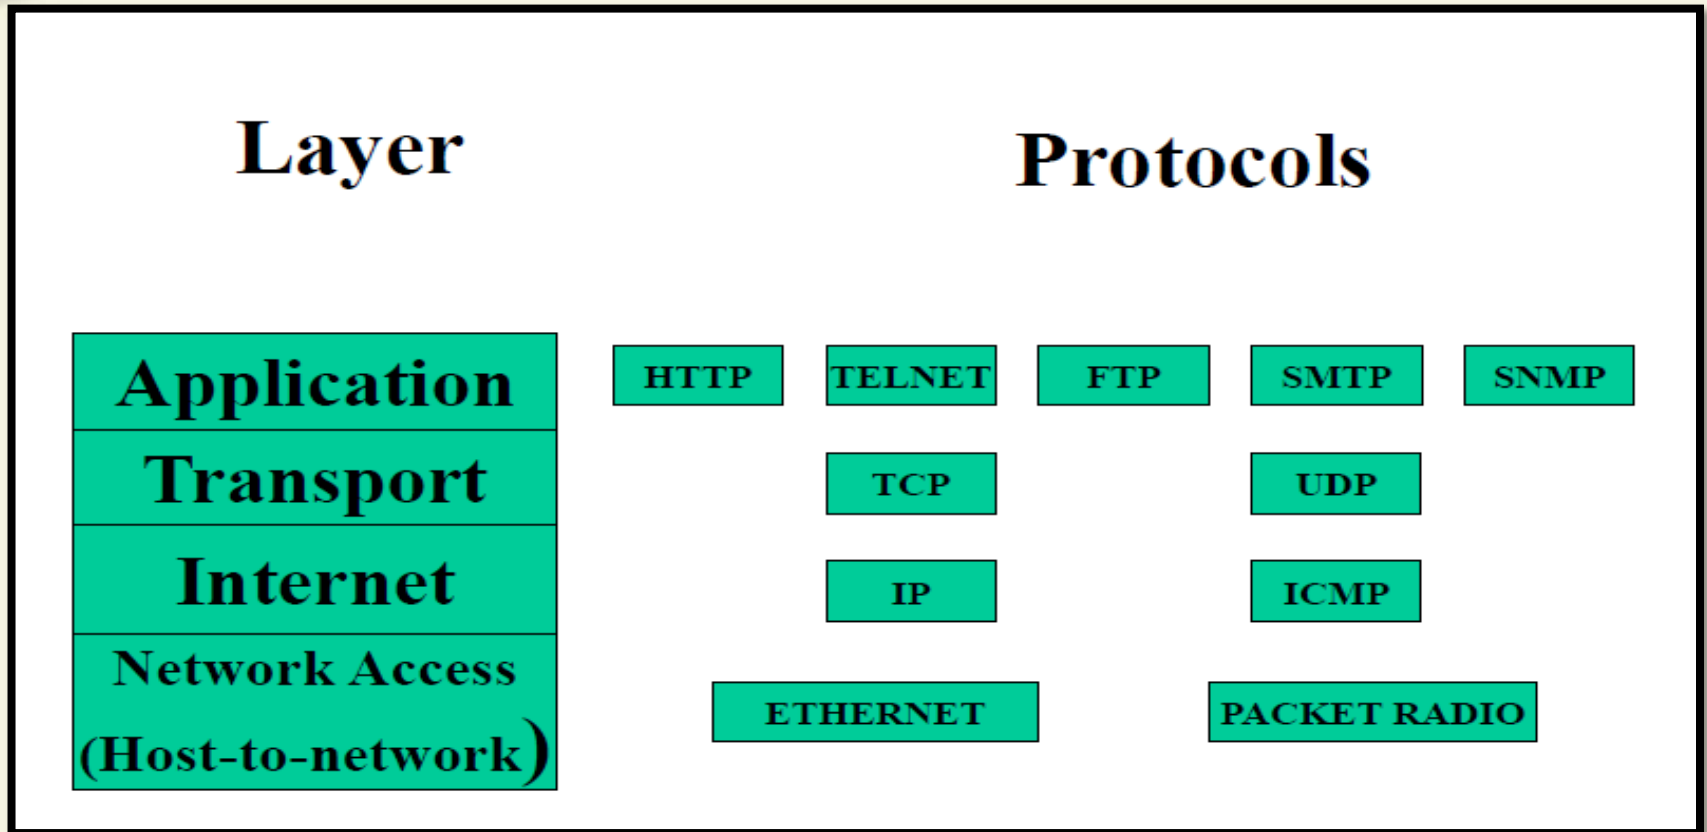 Layer
Protocols
Application
HTTP
TELNET
FTP
SMTP
SNMP
Transport
TCP
UDP
Internet
IP
ICMP
Network Access
(Host-to-network)
ETHERNET
PACKET RADIO